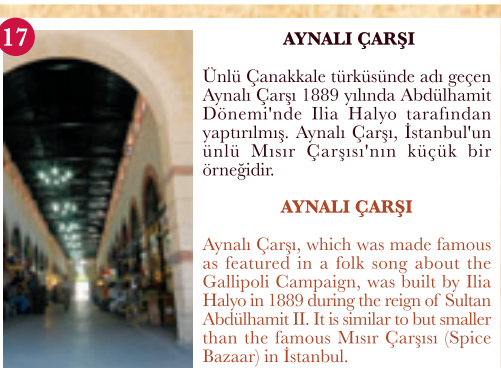 17
AYNALI ÇARŞI
Ünlü Çanakkale türküsünde adı geçen
Aynalı Çarşı 1889 yılında Abdülhamit
Dönemi'nde Ilia Halyo tarafından
yaptırılmış. Aynalı Çarşı, İstanbul'un
ünlü Mısır Çarşısı'nın küçük bir
örneğidir.
AYNALI ÇARŞI
Aynalı Çarşı, which was made famous
as featured in a folk song about the
Gallipoli Campaign, was built by Ilia
Halyo in 1889 during the reign of Sultan
Abdülhamit II. It is similar to but smaller
than the famous Mısır Çarşısı (Spice
Bazaar) in İstanbul.